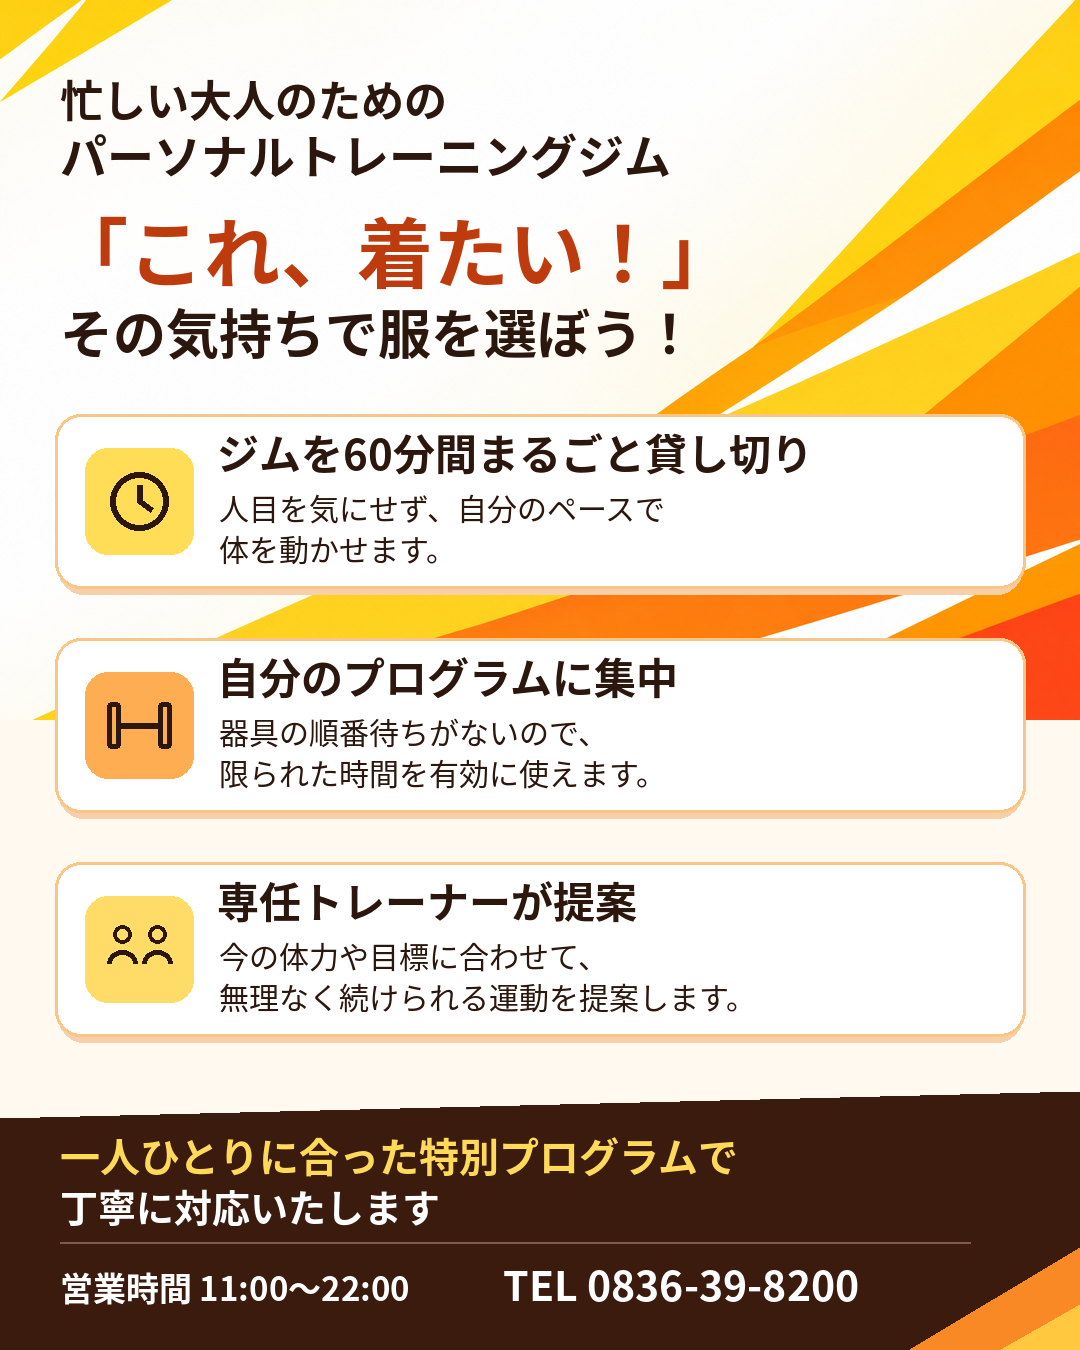 忙しい大人のための
パーソナルトレーニングジム
「これ、着たい！」
その気持ちで服を選ぼう！
ジムを60分間まるごと貸し切り
人目を気にせず、自分のペースで
体を動かせます。
自分のプログラムに集中
器具の順番待ちがないので、
限られた時間を有効に使えます。
専任トレーナーが提案
今の体力や目標に合わせて、
無理なく続けられる運動を提案します。
一人ひとりに合った特別プログラムで
丁寧に対応いたします
営業時間 11:00〜22:00
TEL 0836-39-8200